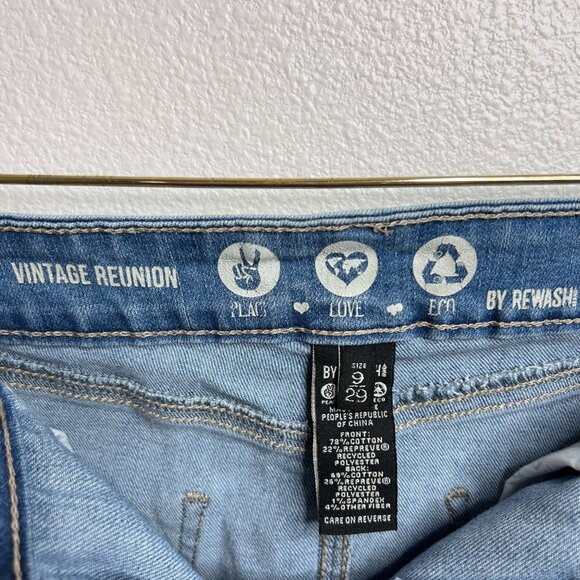 VINTAGE REUNION
PEACE LOVE ECO
BY REWASH
BY
SIZE
9
29
PEOPLE'S REPUBLIC
OF CHINA
FRONT:
78% COTTON
22% REPREVE®
RECYCLED
POLYESTER
BACK:
69% COTTON
26% REPREVE®
RECYCLED
POLYESTER
1% SPANDEX
4% OTHER FIBER
CARE ON REVERSE